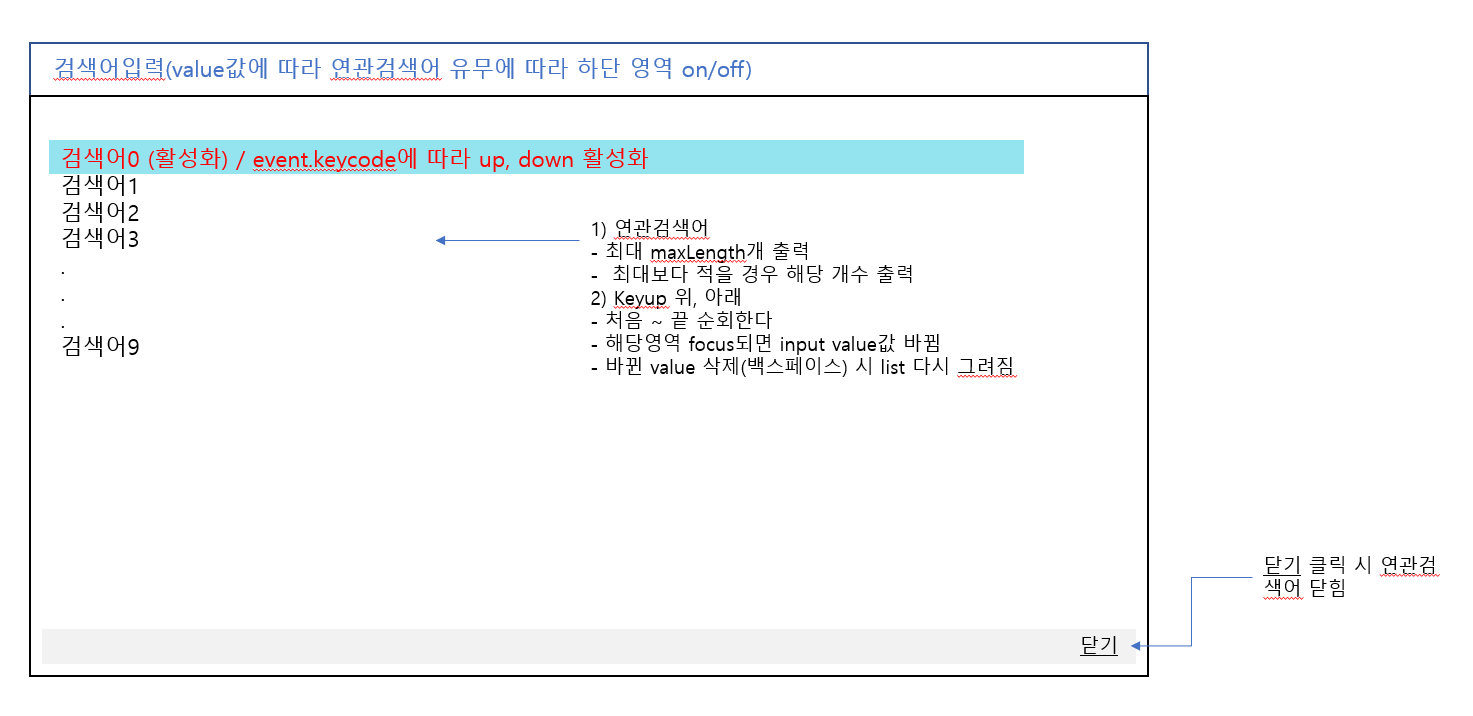 검색어입력(value값에 따라 연관검색어 유무에 따라 하단 영역 on/off)
검색어0 (활성화) / event.keycode에 따라 up, down 활성화
검색어1
검색어2
검색어3
.
.
.
검색어9
1) 연관검색어
- 최대 maxLength개 출력
- 최대보다 적을 경우 해당 개수 출력
2) Keyup 위, 아래
- 처음 ~ 끝 순회한다
- 해당영역 focus되면 input value값 바뀜
- 바뀐 value 삭제(백스페이스) 시 list 다시 그려짐
닫기 클릭 시 연관검
색어 닫힘
닫기